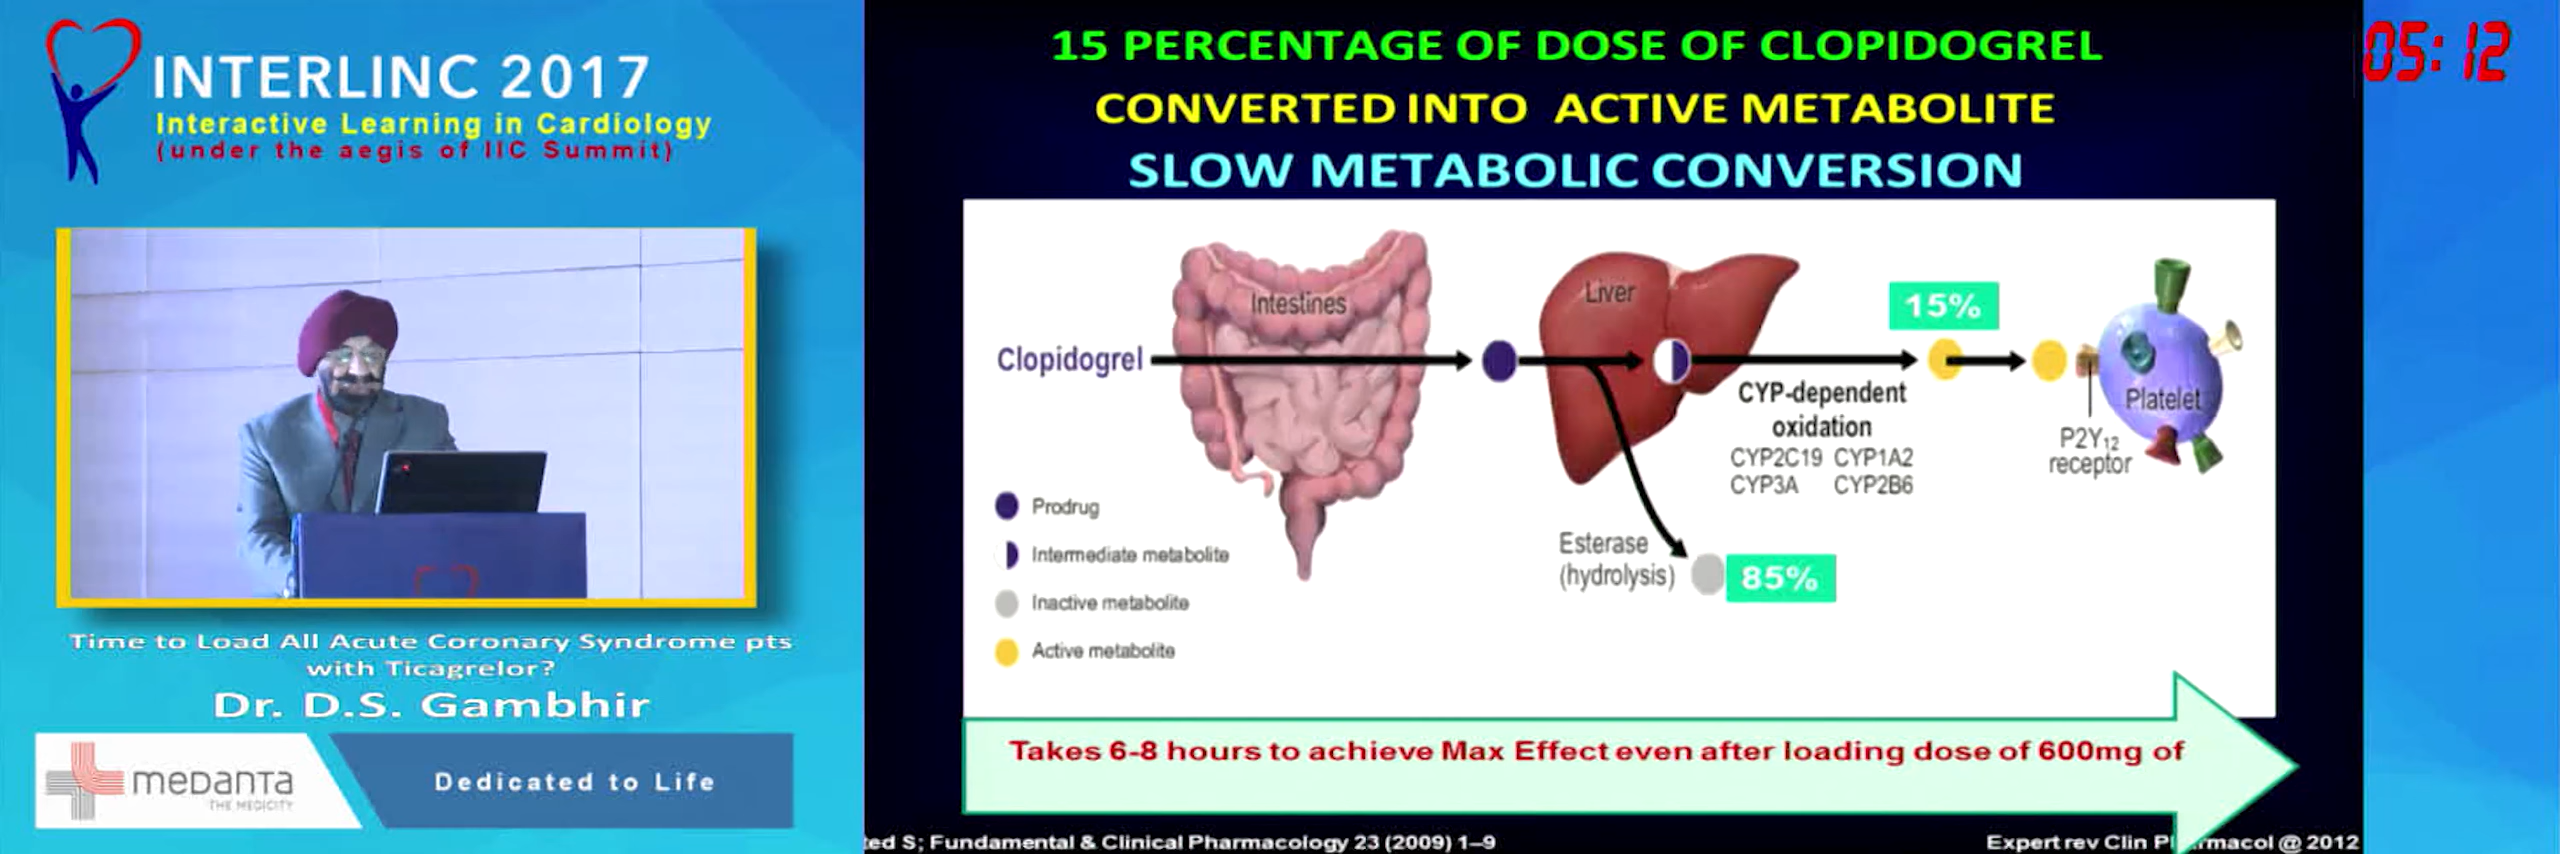 INTERLINC 2017
Interactive Learning in Cardiology
(under the aegis of IIC Summit)
Time to Load All Acute Coronary Syndrome pts
with Ticagrelor?
Dr. D.S. Gambhir
medanta
THE MEDICITY
Dedicated to Life
15 PERCENTAGE OF DOSE OF CLOPIDOGREL
CONVERTED INTO ACTIVE METABOLITE
SLOW METABOLIC CONVERSION
Intestines
Liver
15%
Clopidogrel
CYP-dependent
oxidation
CYP2C19 CYP1A2
CYP3A CYP2B6
Platelet
P2Y12
receptor
Prodrug
Intermediate metabolite
Inactive metabolite
Active metabolite
Esterase
(hydrolysis)
85%
Takes 6-8 hours to achieve Max Effect even after loading dose of 600mg of
S; Fundamental & Clinical Pharmacology 23 (2009) 1–9
Expert rev Clin @ 2012
05:12